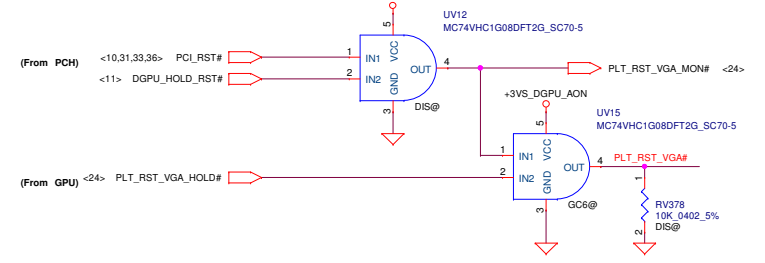 UV12
MC74VHC1G08DFT2G_SC70-5
5
VCC
(From PCH) <10,31,33,36> PCI_RST# 1 IN1
<11> DGPU_HOLD_RST# 2 IN2
OUT 4
PLT_RST_VGA_MON# <24>
GND
3
DIS@
+3VS_DGPU_AON
UV15
MC74VHC1G08DFT2G_SC70-5
5
VCC
1 IN1
OUT 4 PLT_RST_VGA#
(From GPU) <24> PLT_RST_VGA_HOLD# 2 IN2
GND
3
GC6@
1
RV378
10K_0402_5%
DIS@
2